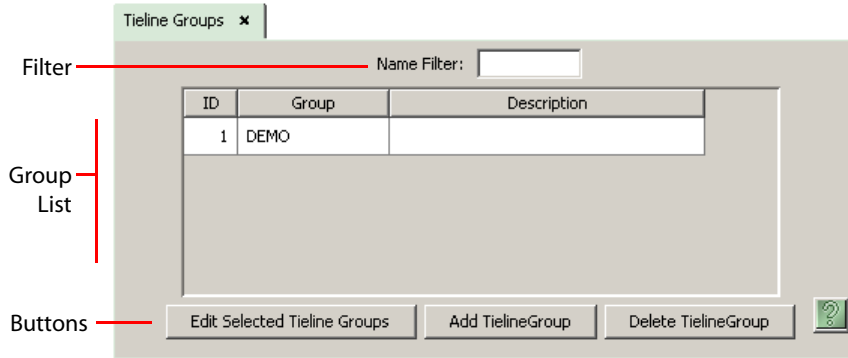 Tieline Groups ×
Filter
Name Filter:
ID Group Description
1 DEMO
Group
List
Buttons
Edit Selected Tieline Groups Add TielineGroup Delete TielineGroup ?